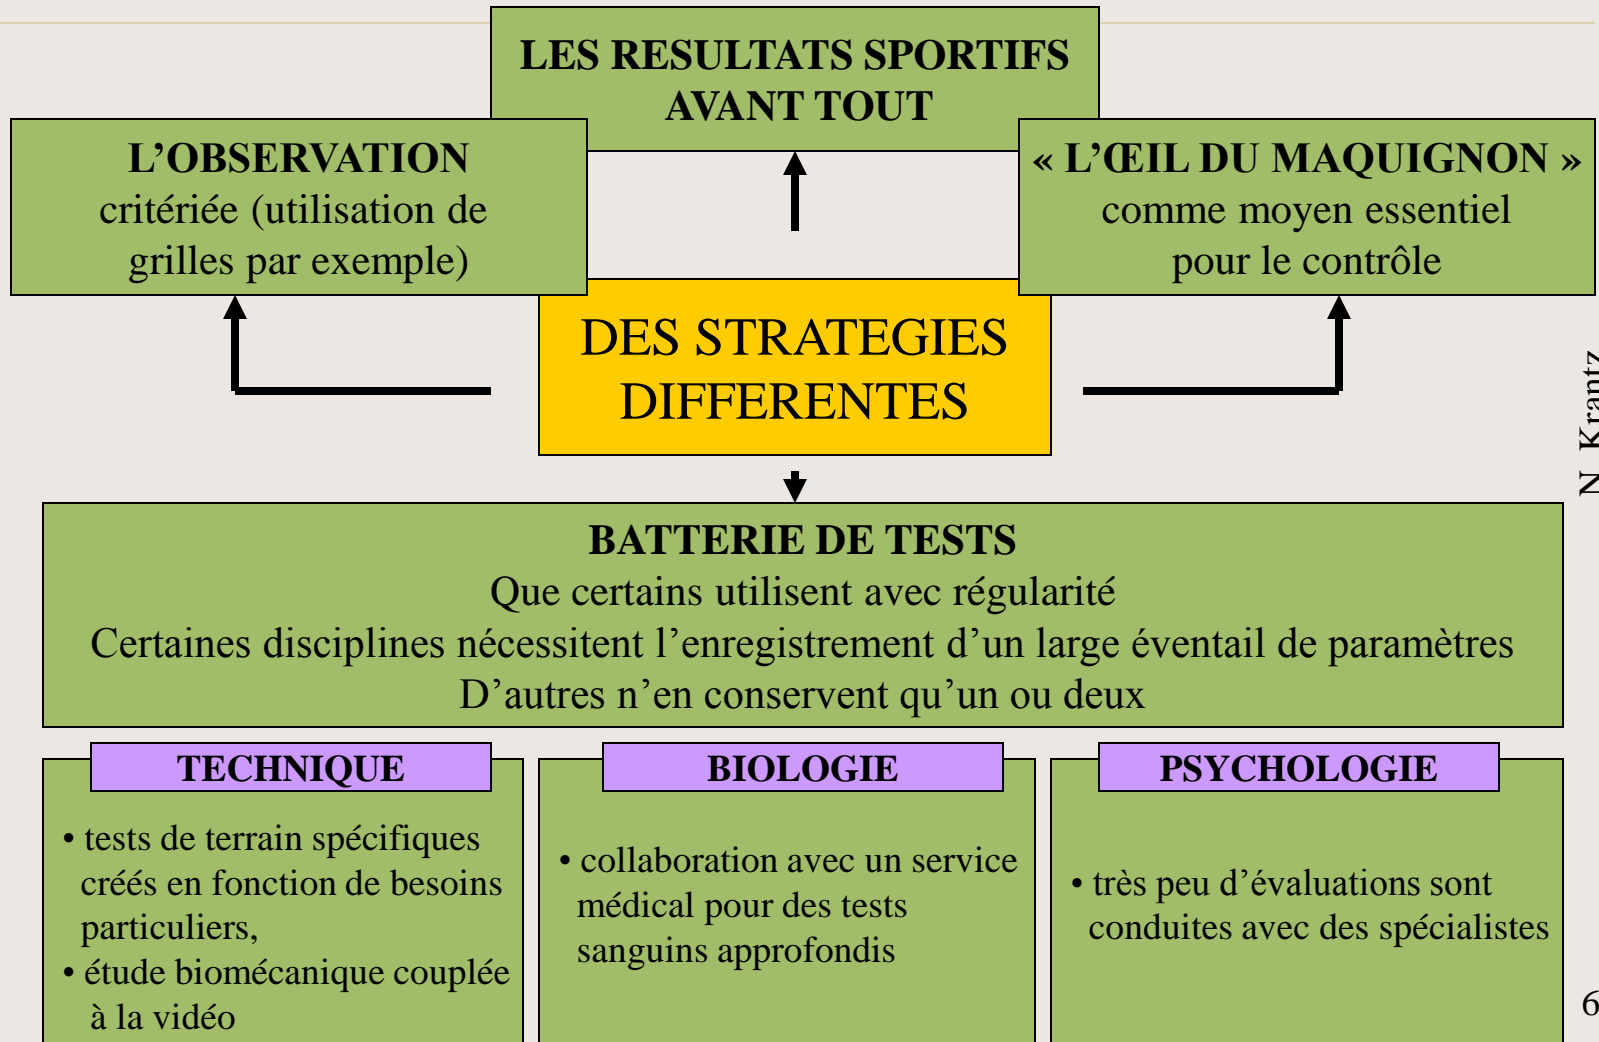 LES RESULTATS SPORTIFS
AVANT TOUT
L’OBSERVATION
critériée (utilisation de
grilles par exemple)
« L’ŒIL DU MAQUIGNON »
comme moyen essentiel
pour le contrôle
DES STRATEGIES
DIFFERENTES
N Krantz
BATTERIE DE TESTS
Que certains utilisent avec régularité
Certaines disciplines nécessitent l’enregistrement d’un large éventail de paramètres
D’autres n’en conservent qu’un ou deux
TECHNIQUE
• tests de terrain spécifiques
créés en fonction de besoins
particuliers,
• étude biomécanique couplée
à la vidéo
BIOLOGIE
• collaboration avec un service
médical pour des tests
sanguins approfondis
PSYCHOLOGIE
• très peu d’évaluations sont
conduites avec des spécialistes
6